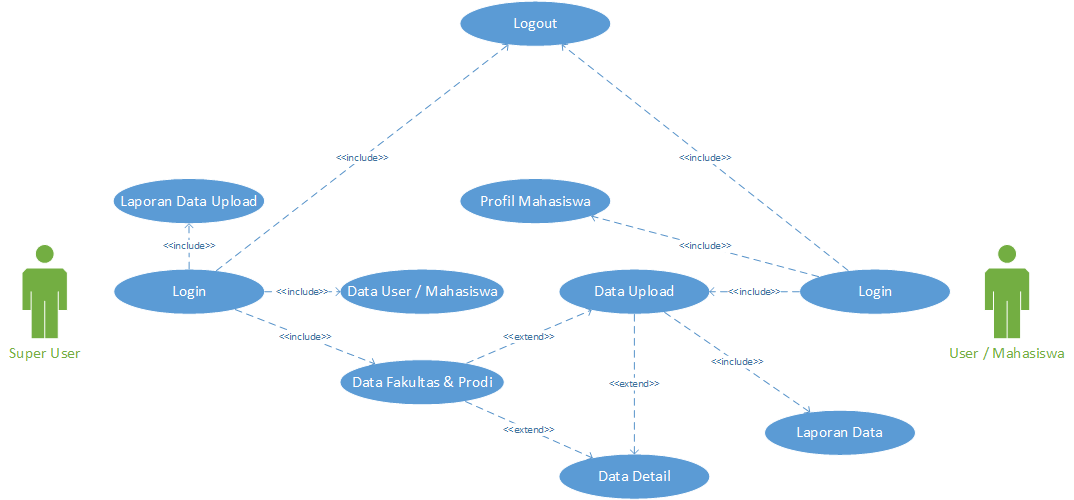 Logout
<<include>>
<<include>>
Laporan Data Upload
Profil Mahasiswa
<<include>>
<<include>>
Login
<<include>>
Data User / Mahasiswa
Data Upload
<<include>>
Login
Super User
<<include>>
<<extend>>
User / Mahasiswa
<<include>>
Data Fakultas & Prodi
<<extend>>
<<extend>>
Laporan Data
Data Detail